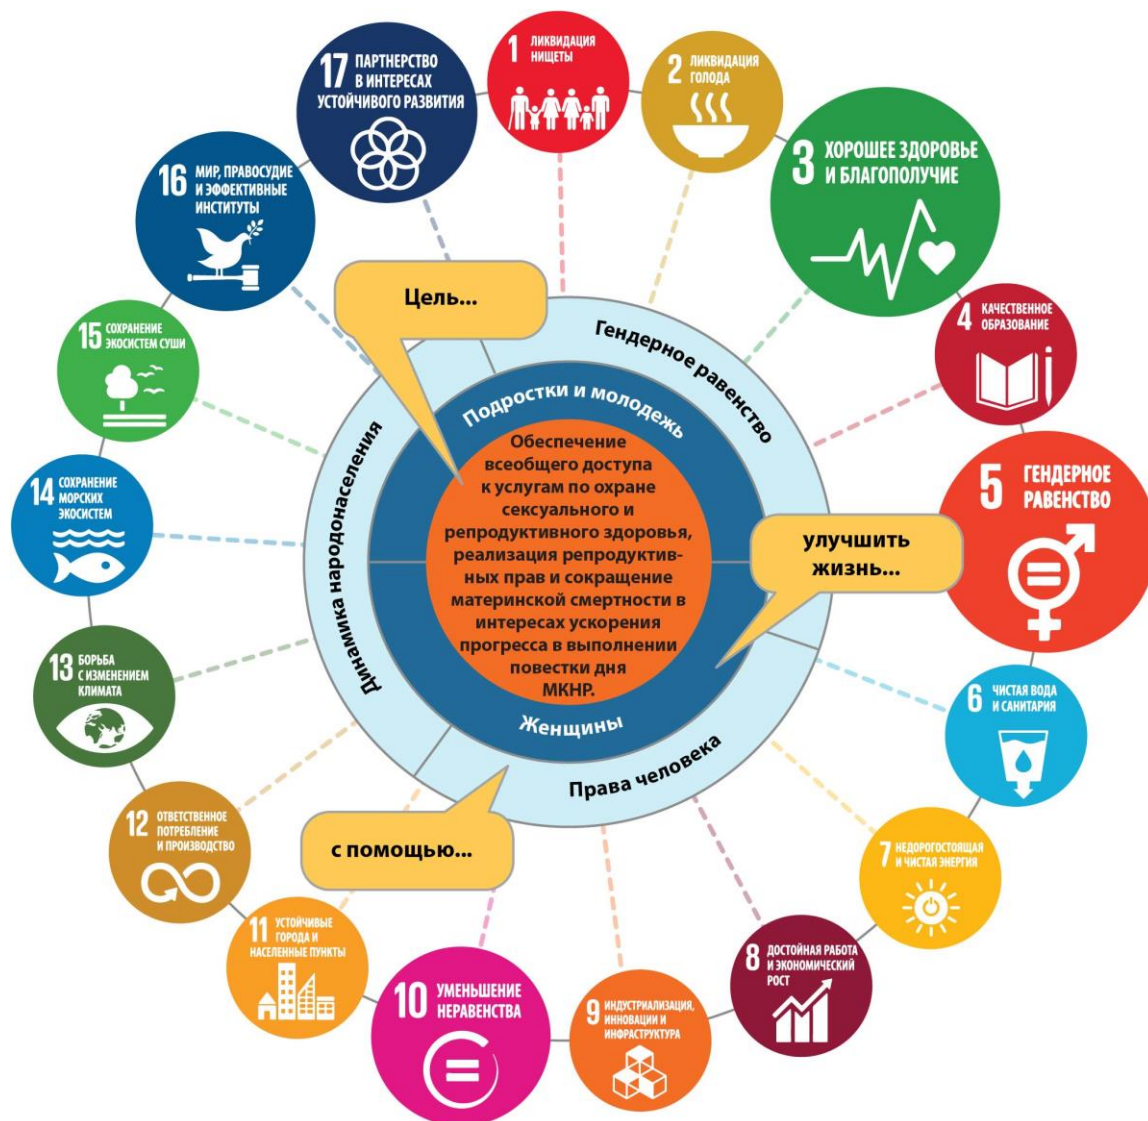 1 ЛИКВИДАЦИЯ
НИЩЕТЫ
2 ЛИКВИДАЦИЯ
ГОЛОДА
3 ХОРОШЕЕ ЗДОРОВЬЕ
И БЛАГОПОЛУЧИЕ
4 КАЧЕСТВЕННОЕ
ОБРАЗОВАНИЕ
5 ГЕНДЕРНОЕ
РАВЕНСТВО
6 ЧИСТАЯ ВОДА
И САНИТАРИЯ
7 НЕДОРОГОСТОЯЩАЯ
И ЧИСТАЯ ЭНЕРГИЯ
8 ДОСТОЙНАЯ РАБОТА
И ЭКОНОМИЧЕСКИЙ
РОСТ
9 ИНДУСТРИАЛИЗАЦИЯ,
ИННОВАЦИИ И
ИНФРАСТРУКТУРА
10 УМЕНЬШЕНИЕ
НЕРАВЕНСТВА
11 УСТОЙЧИВЫЕ
ГОРОДА И
НАСЕЛЕННЫЕ ПУНКТЫ
12 ОТВЕТСТВЕННОЕ
ПОТРЕБЛЕНИЕ
И ПРОИЗВОДСТВО
13 БОРЬБА
С ИЗМЕНЕНИЕМ
КЛИМАТА
14 СОХРАНЕНИЕ
МОРСКИХ
ЭКОСИСТЕМ
15 СОХРАНЕНИЕ
ЭКОСИСТЕМ СУШИ
16 МИР, ПРАВОСУДИЕ
И ЭФФЕКТИВНЫЕ
ИНСТИТУТЫ
17 ПАРТНЕРСТВО
В ИНТЕРЕСАХ
УСТОЙЧИВОГО РАЗВИТИЯ
Цель...
Гендерное равенство
Подростки и молодежь
Динамика народонаселения
Обеспечение
всеобщего доступа
к услугам по охране
сексуального и
репродуктивного здоровья,
реализация репродуктив-
ных прав и сокращение
материнской смертности в
интересах ускорения
прогресса в выполнении
повестки дня
МКНР.
улучшить
жизнь...
Женщины
Права человека
с помощью...